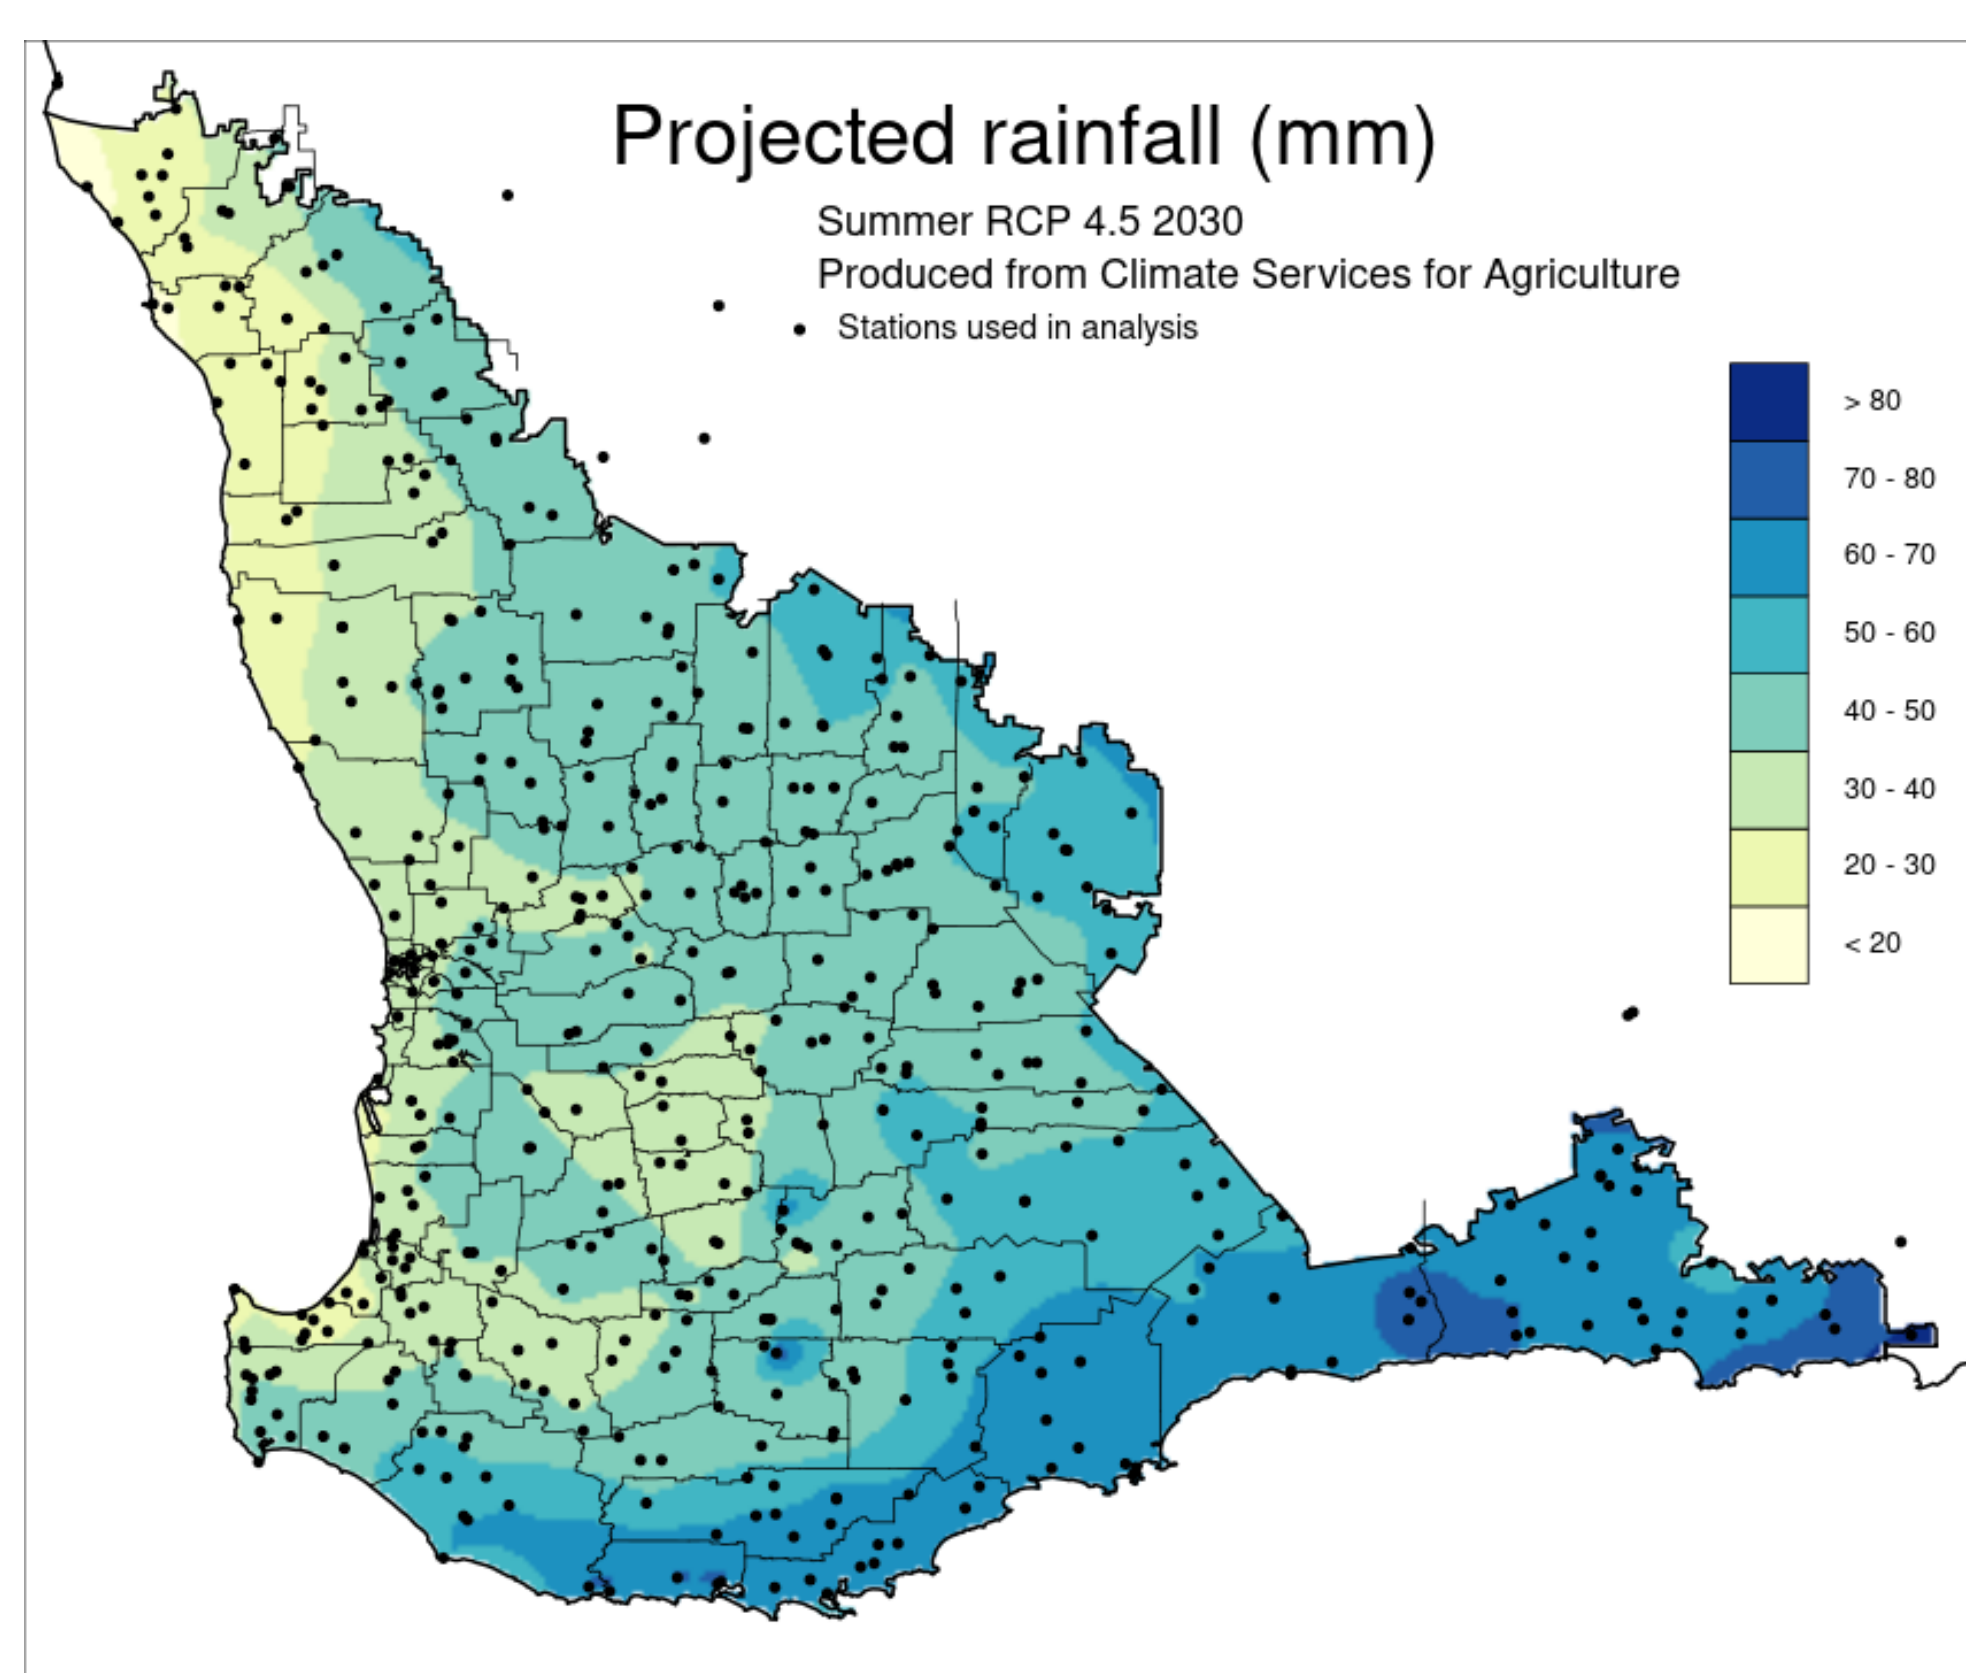 Projected rainfall (mm)
Summer RCP 4.5 2030
Produced from Climate Services for Agriculture
Stations used in analysis
> 80
70 - 80
60 - 70
50 - 60
40 - 50
30 - 40
20 - 30
< 20